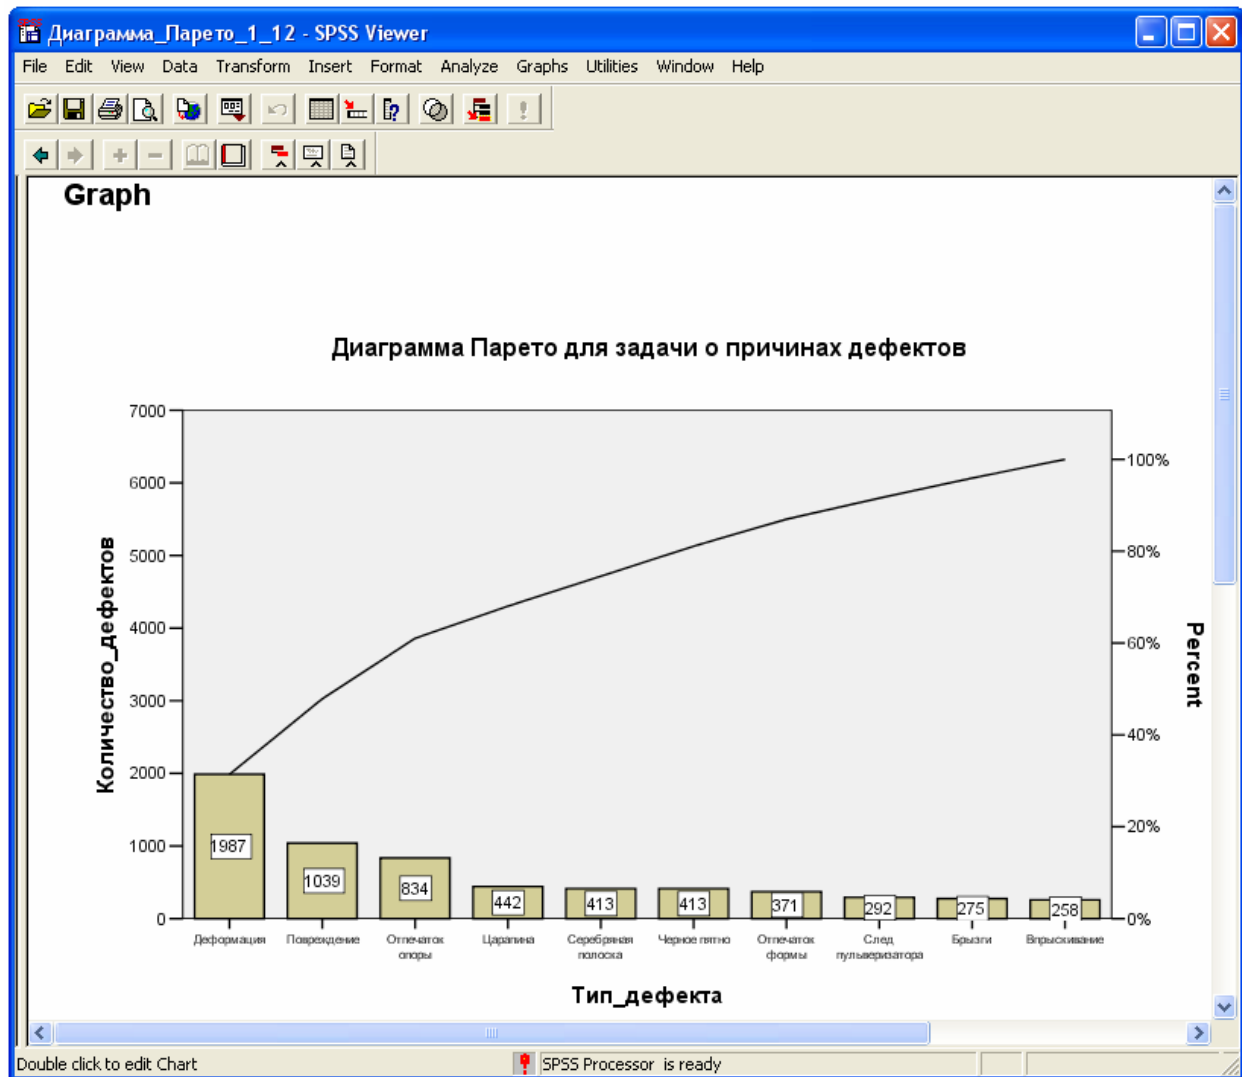 Диаграмма_Парето_1_12 - SPSS Viewer
File Edit View Data Transform Insert Format Analyze Graphs Utilities Window Help
Graph
Диаграмма Парето для задачи о причинах дефектов
7000
6000
5000
4000
3000
2000
1000
0
Количество_дефектов
100%
80%
60%
40%
20%
0%
Percent
1987
1039
834
442
413
413
371
292
275
258
Деформация
Повреждение
Отпечаток
опоры
Царапина
Серебряная
полоска
Черное пятно
Отпечаток
формы
След
пульверизатора
Брызги
Впрыскивание
Тип_дефекта
Double click to edit Chart
SPSS Processor is ready